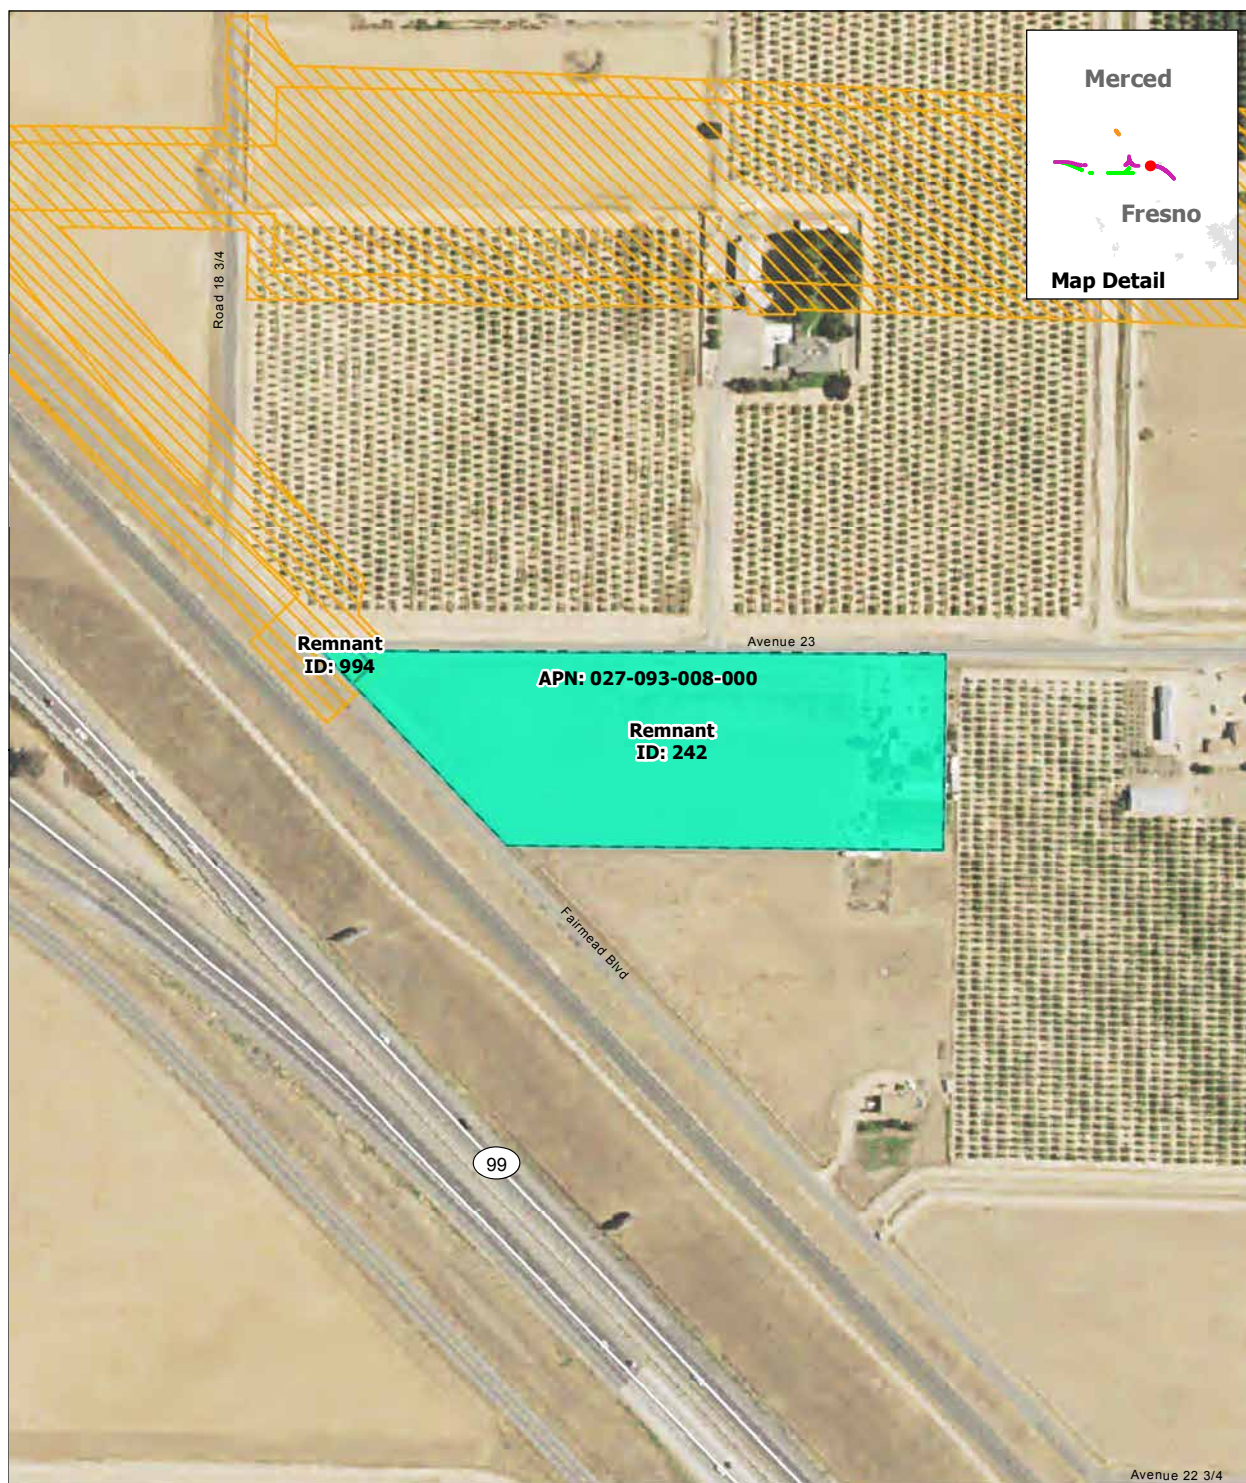 Merced
Fresno
Map Detail
Road 18 3/4
Avenue 23
Remnant
ID: 994
APN: 027-093-008-000
Remnant
ID: 242
Fairmead Blvd
99
Avenue 22 3/4